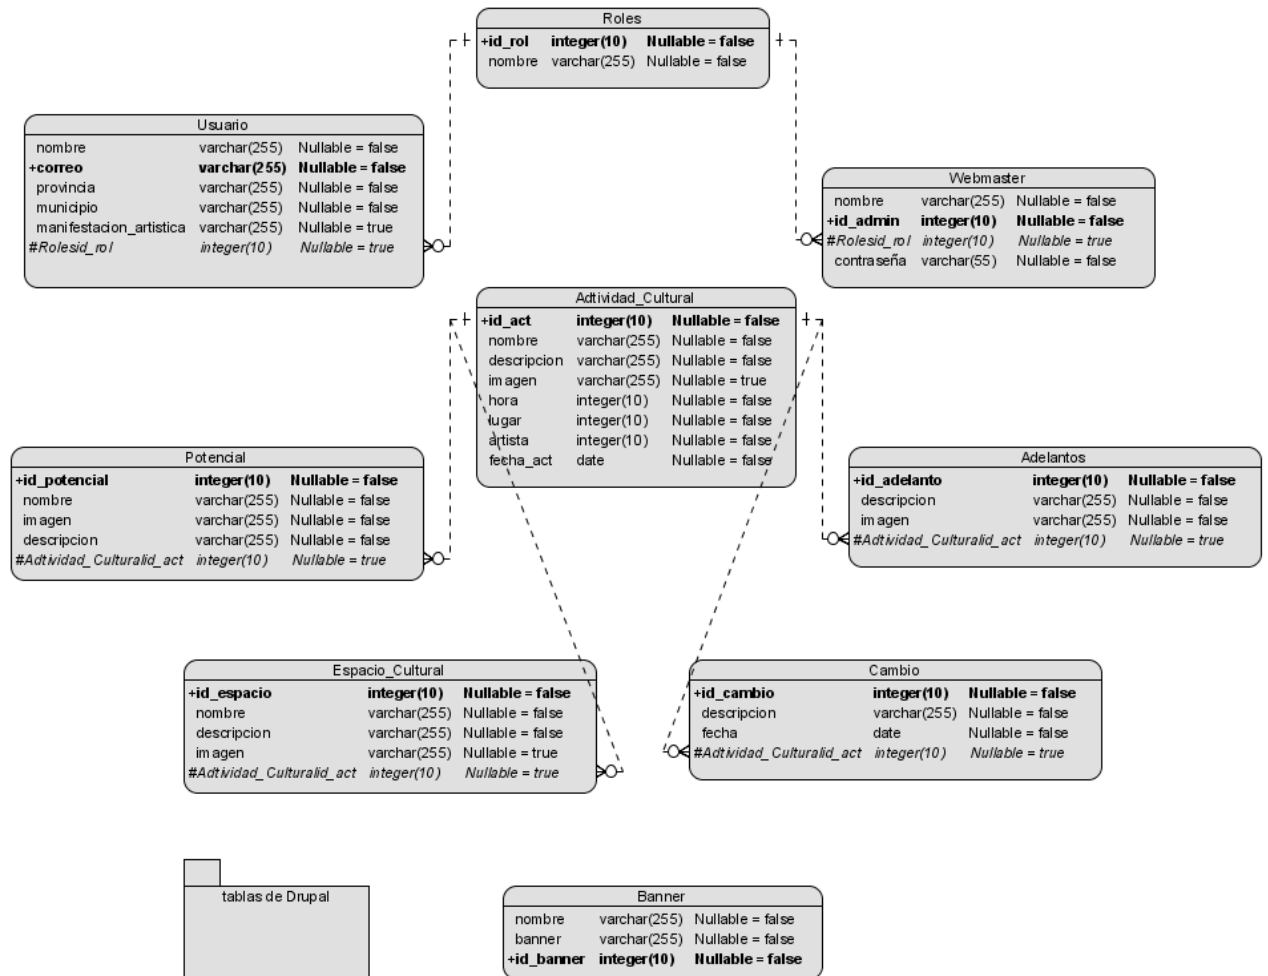 Roles
+id_rol integer(10) Nullable = false
nombre varchar(255) Nullable = false
Usuario
nombre varchar(255) Nullable = false
+correo varchar(255) Nullable = false
provincia varchar(255) Nullable = false
municipio varchar(255) Nullable = false
manifestacion_artistica varchar(255) Nullable = true
#Rolesid_rol integer(10) Nullable = true
Webmaster
nombre varchar(255) Nullable = false
+id_admin integer(10) Nullable = false
#Rolesid_rol integer(10) Nullable = true
contraseña varchar(55) Nullable = false
Adtividad_Cultural
+id_act integer(10) Nullable = false
nombre varchar(255) Nullable = false
descripcion varchar(255) Nullable = false
imagen varchar(255) Nullable = true
hora integer(10) Nullable = false
lugar integer(10) Nullable = false
artista integer(10) Nullable = false
fecha_act date Nullable = false
Potencial
+id_potencial integer(10) Nullable = false
nombre varchar(255) Nullable = false
imagen varchar(255) Nullable = false
descripcion varchar(255) Nullable = false
#Adtividad_Culturalid_act integer(10) Nullable = true
Adelantos
+id_adelanto integer(10) Nullable = false
descripcion varchar(255) Nullable = false
imagen varchar(255) Nullable = false
#Adtividad_Culturalid_act integer(10) Nullable = true
Espacio_Cultural
+id_espacio integer(10) Nullable = false
nombre varchar(255) Nullable = false
descripcion varchar(255) Nullable = false
imagen varchar(255) Nullable = true
#Adtividad_Culturalid_act integer(10) Nullable = true
Cambio
+id_cambio integer(10) Nullable = false
descripcion varchar(255) Nullable = false
fecha date Nullable = false
#Adtividad_Culturalid_act integer(10) Nullable = true
tablas de Drupal
Banner
nombre varchar(255) Nullable = false
banner varchar(255) Nullable = false
+id_banner integer(10) Nullable = false